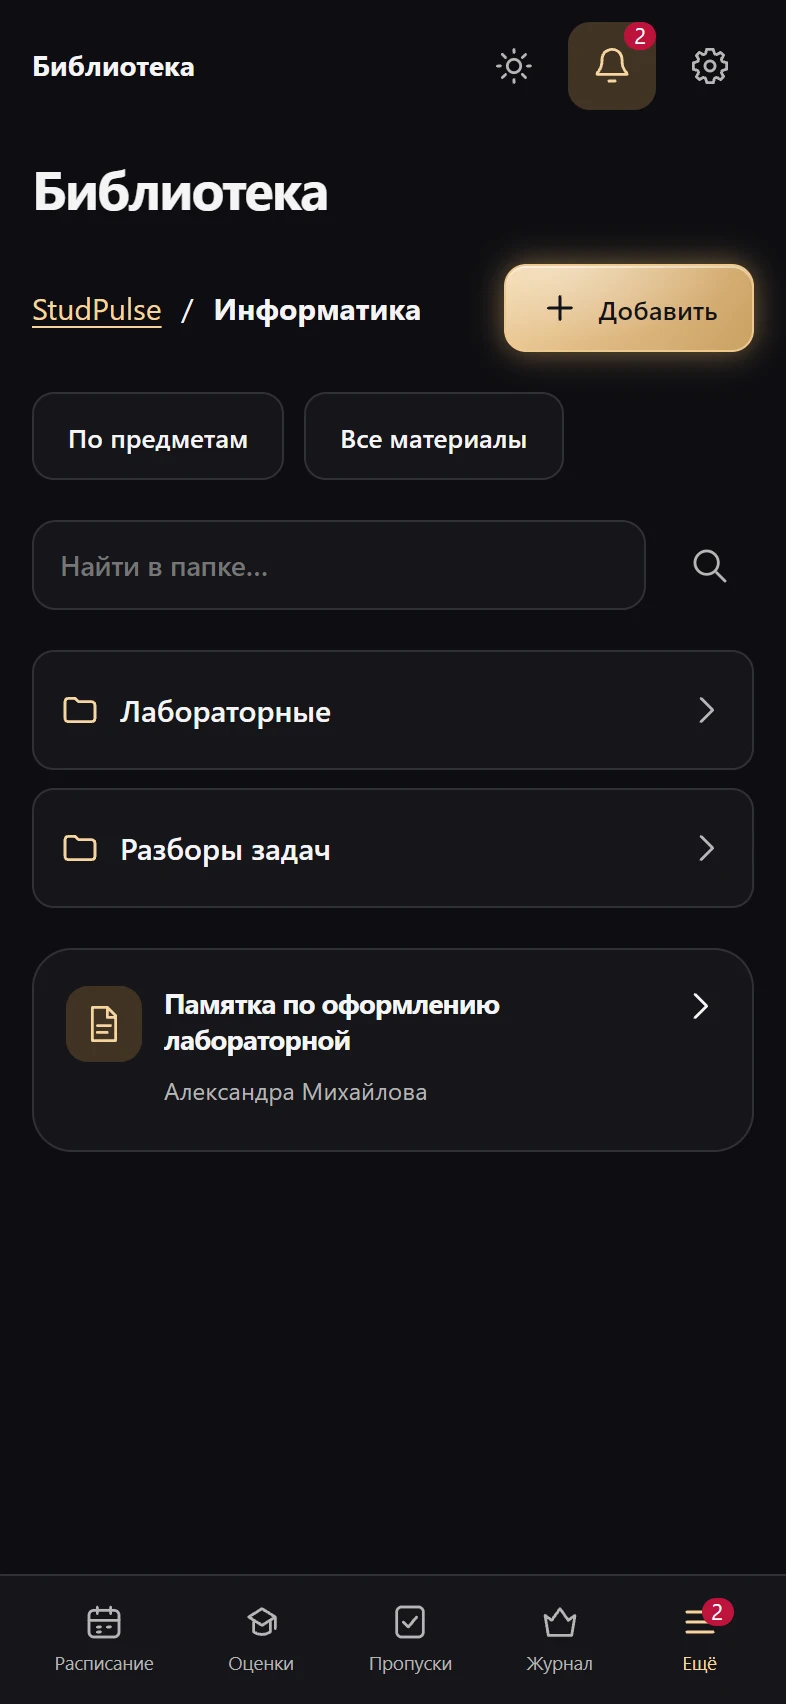 Библиотека
2
Библиотека
StudPulse / Информатика
Добавить
По предметам
Все материалы
Найти в папке...
Лабораторные
Разборы задач
Памятка по оформлению
лабораторной
Александра Михайлова
2
Расписание
Оценки
Пропуски
Журнал
Ещё